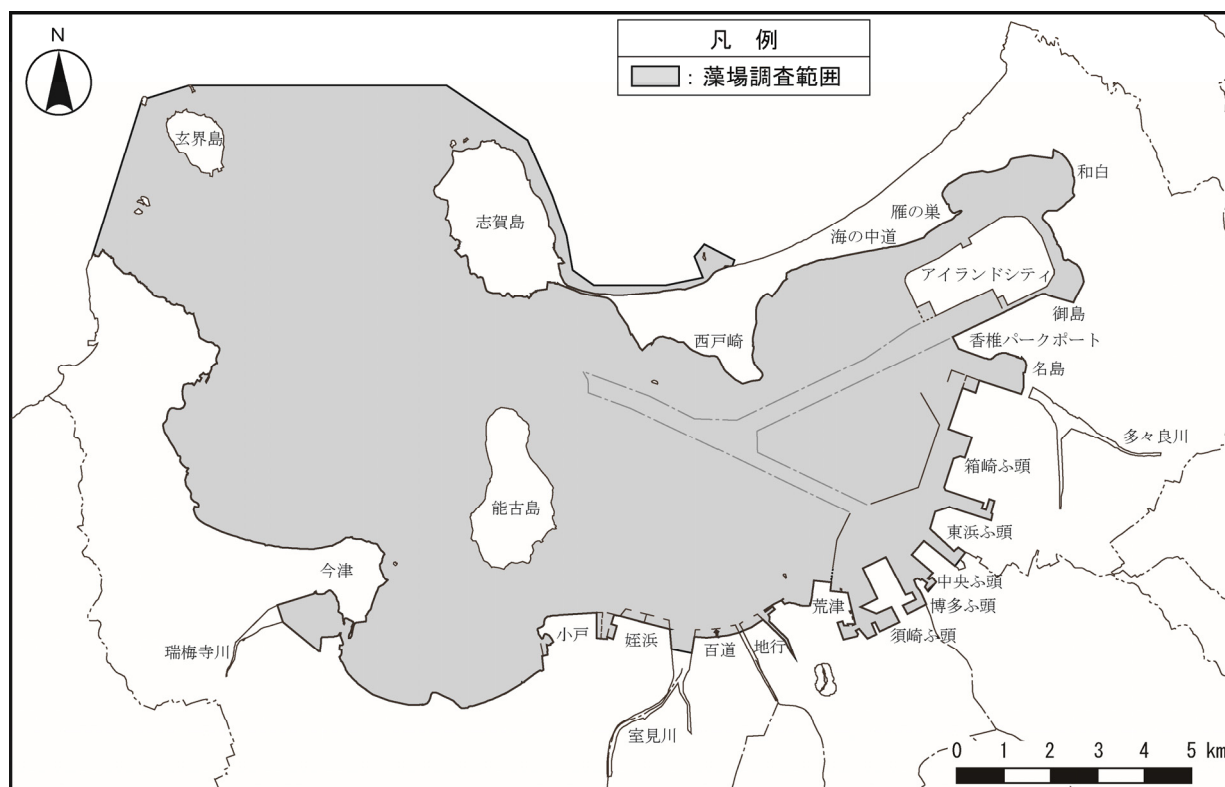 N
凡 例
：藻場調査範囲
玄界島
和白
志賀島
雁の巣
海の中道
アイランドシティ
御島
西戸崎
香椎パークポート
名島
多々良川
箱崎ふ頭
能古島
東浜ふ頭
今津
中央ふ頭
荒津
博多ふ頭
小戸
姪浜
百道
地行
須崎ふ頭
瑞梅寺川
室見川
0 1 2 3 4 5 km